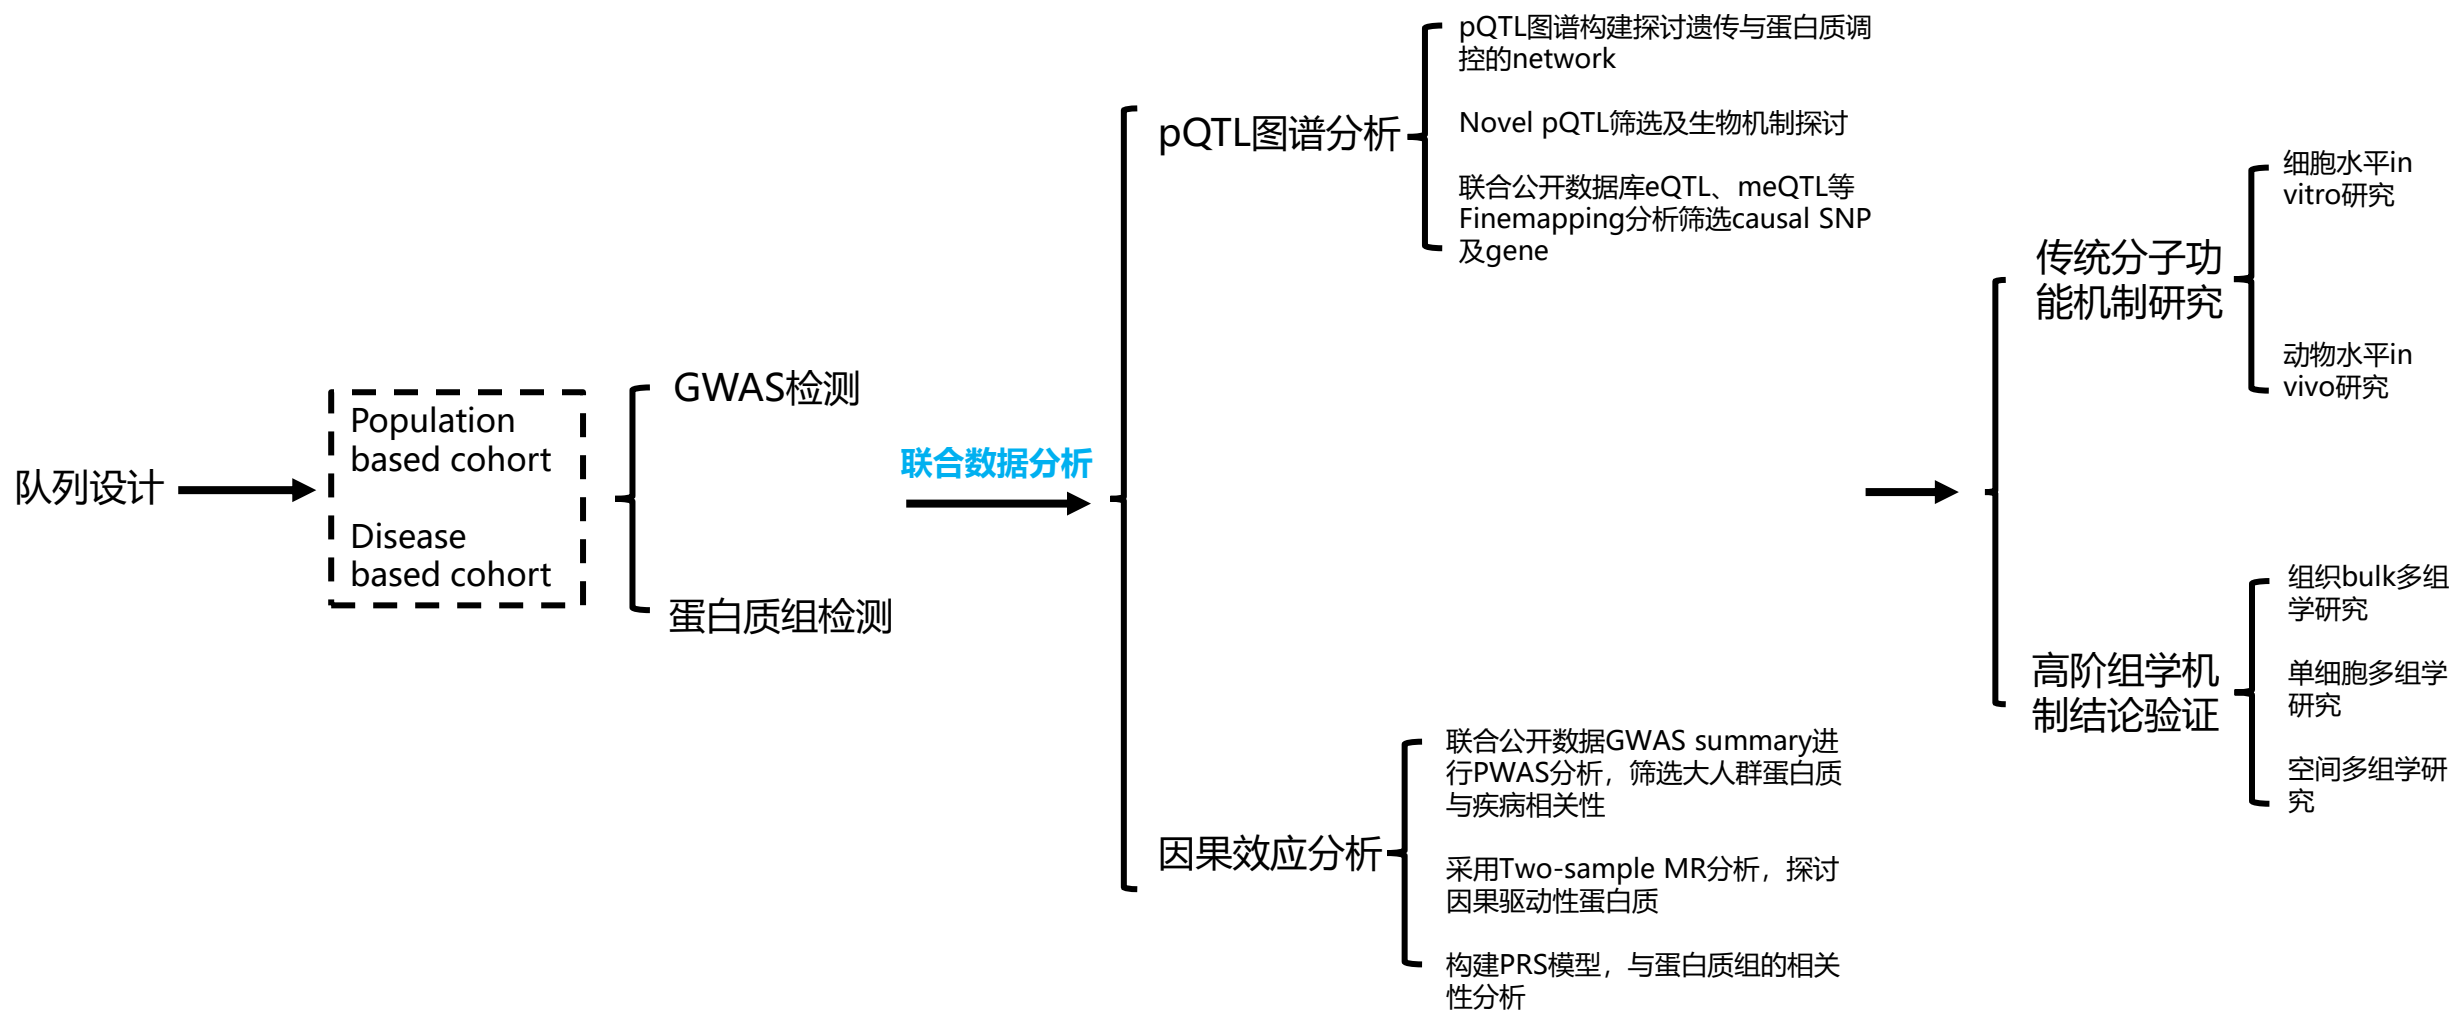 队列设计
Population
based cohort
Disease
based cohort
GWAS检测
蛋白质组检测
联合数据分析
pQTL图谱分析
pQTL图谱构建探讨遗传与蛋白质调
控的network
Novel pQTL筛选及生物机制探讨
联合公开数据库eQTL、meQTL等
Finemapping分析筛选causal SNP
及gene
因果效应分析
联合公开数据GWAS summary进
行PWAS分析，筛选大人群蛋白质
与疾病相关性
采用Two-sample MR分析，探讨
因果驱动性蛋白质
构建PRS模型，与蛋白质组的相关
性分析
传统分子功
能机制研究
细胞水平in
vitro研究
动物水平in
vivo研究
高阶组学机
制结论验证
组织bulk多组
学研究
单细胞多组学
研究
空间多组学研
究